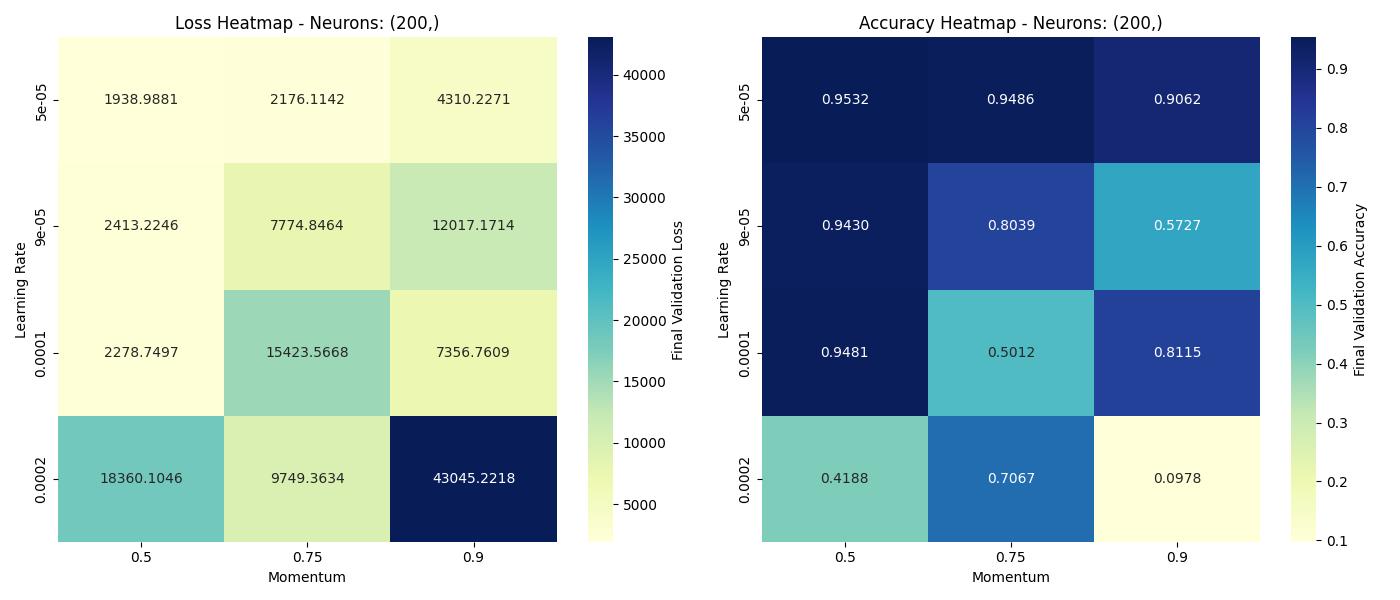 Loss Heatmap - Neurons: (200,)
Learning Rate
5e-05
1938.9881 2176.1142 4310.2271
9e-05
2413.2246 7774.8464 12017.1714
0.0001
2278.7497 15423.5668 7356.7609
0.0002
18360.1046 9749.3634 43045.2218
0.5 0.75 0.9
Momentum
40000
35000
30000
25000
20000
15000
10000
5000
Final Validation Loss
Accuracy Heatmap - Neurons: (200,)
Learning Rate
5e-05
0.9532 0.9486 0.9062
9e-05
0.9430 0.8039 0.5727
0.0001
0.9481 0.5012 0.8115
0.0002
0.4188 0.7067 0.0978
0.5 0.75 0.9
Momentum
0.9
0.8
0.7
0.6
0.5
0.4
0.3
0.2
0.1
Final Validation Accuracy